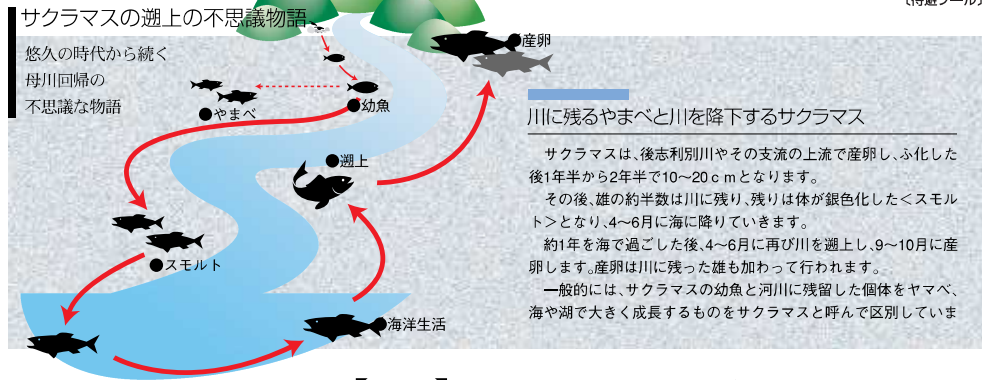 サクラマスの遡上の不思議物語
悠久の時代から続く
母川回帰の
不思議な物語
●産卵
●幼魚
●やまべ
●遡上
●スモルト
●海洋生活
川に残るやまべと川を降下するサクラマス
サクラマスは、後志利別川やその支流の上流で産卵し、ふ化した
後1年半から2年半で10〜20ｃｍとなります。
その後、雄の約半数は川に残り、残りは体が銀色化した＜スモル
ト＞となり、4〜6月に海に降りていきます。
約1年を海で過ごした後、4〜6月に再び川を遡上し、9〜10月に産
卵します。産卵は川に残った雄も加わって行われます。
一般的には、サクラマスの幼魚と河川に残留した個体をヤマベ、
海や湖で大きく成長するものをサクラマスと呼んで区別していま